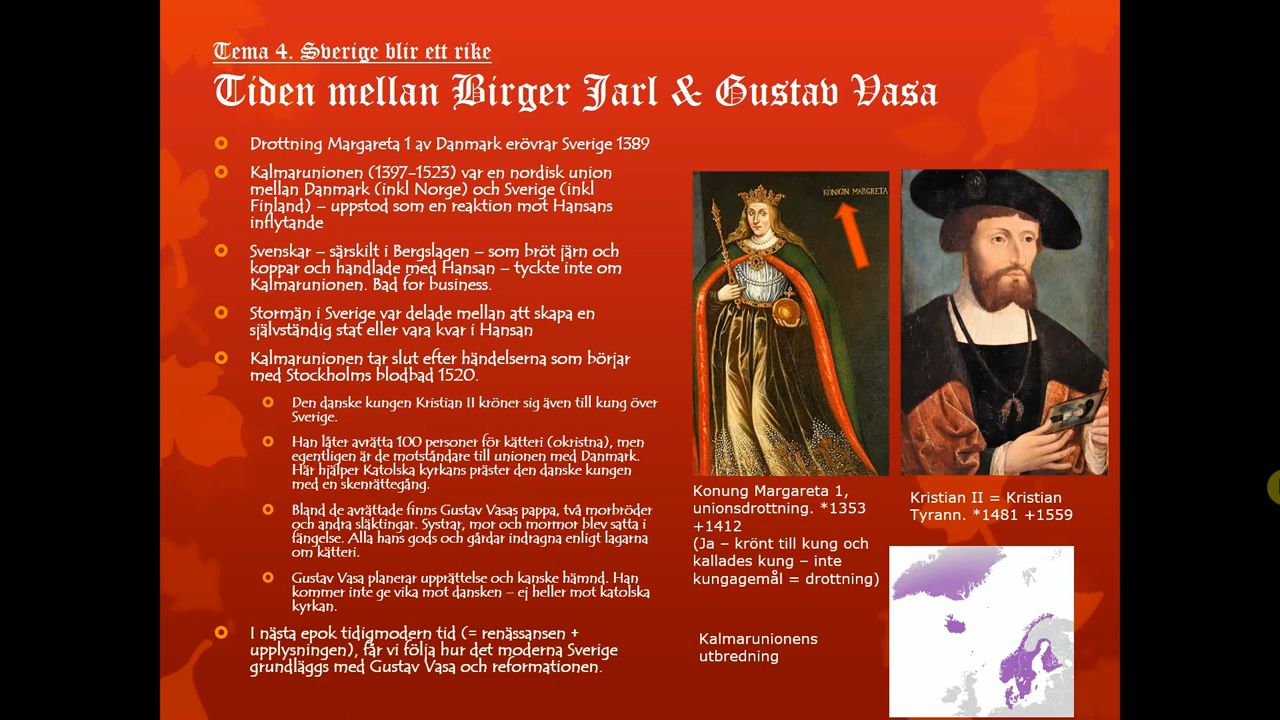 Tema 4. Sverige blir ett rike
Tiden mellan Birger Jarl & Gustav Vasa
Drottning Margareta 1 av Danmark erövrar Sverige 1389
Kalmarunionen (1397-1523) var en nordisk union
mellan Danmark (inkl Norge) och Sverige (inkl
Finland) – uppstod som en reaktion mot Hansans
inflytande
Svenskar – särskilt i Bergslagen – som bröt järn och
koppar och handlade med Hansan – tyckte inte om
Kalmarunionen. Bad for business.
Stormän i Sverige var delade mellan att skapa en
självständig stat eller vara kvar i Hansan
Kalmarunionen tar slut efter händelserna som börjar
med Stockholms blodbad 1520.
Den danske kungen Kristian II kröner sig även till kung över
Sverige.
Han låter avrätta 100 personer för kätteri (okristna), men
egentligen är de motståndare till unionen med Danmark.
Här hjälper Katolska kyrkans präster den danske kungen
med en skenrättegång.
Bland de avrättade finns Gustav Vasas pappa, två morbröder
och andra släktingar. Systrar, mor och mormor blev satta i
fängelse. Alla hans gods och gårdar indragna enligt lagarna
om kätteri.
Gustav Vasa planerar upprättelse och kanske hämnd. Han
kommer inte ge vika mot dansken – ej heller mot katolska
kyrkan.
I nästa epok tidigmodern tid (= renässansen +
upplysningen), får vi följa hur det moderna Sverige
grundläggs med Gustav Vasa och reformationen.
KÖNIGIN MARGRETA
Konung Margareta 1,
unionsdrottning. *1353
+1412
(Ja – krönt till kung och
kallades kung – inte
kungagemål = drottning)
Kristian II = Kristian
Tyrann. *1481 +1559
Kalmarunionens
utbredning